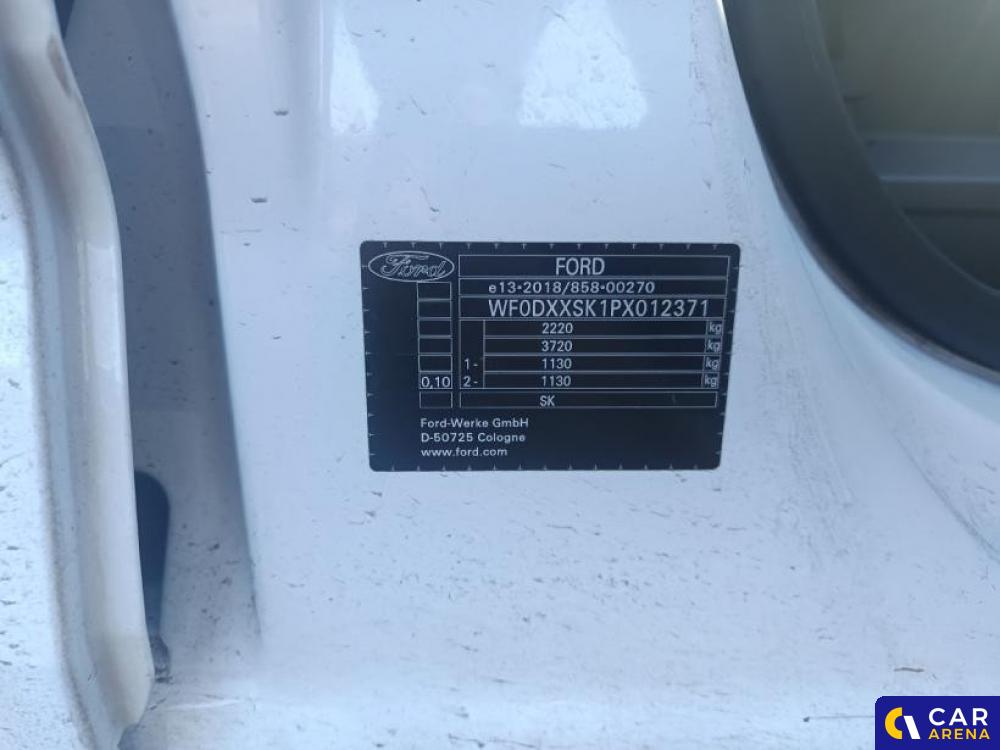 Ford
FORD
e13*2018/858*00270
WF0DXXSK1PX012371
2220 kg
3720 kg
1- 1130 kg
0,10 2- 1130 kg
SK
Ford-Werke GmbH
D-50725 Cologne
www.ford.com
CAR
ARENA